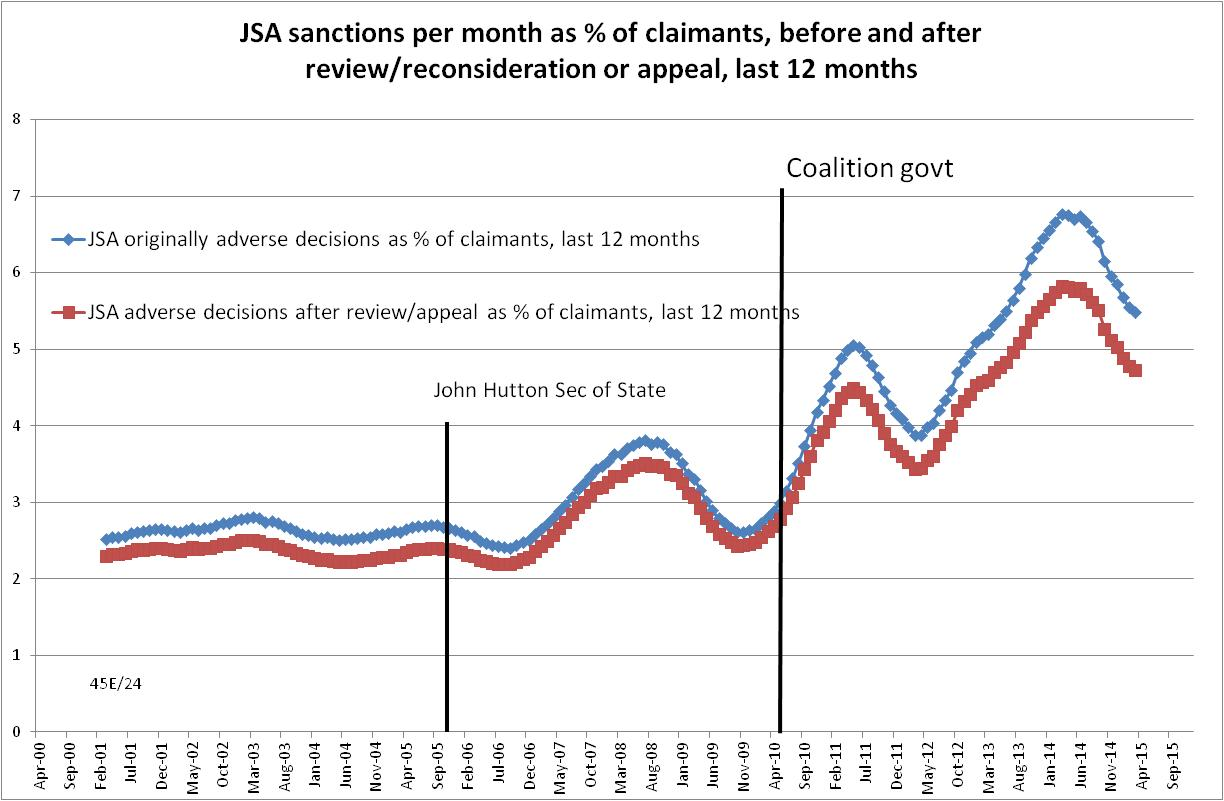 JSA sanctions per month as % of claimants, before and after
review/reconsideration or appeal, last 12 months
8
7
6
5
4
3
2
1
0
Coalition govt
JSA originally adverse decisions as % of claimants, last 12 months
JSA adverse decisions after review/appeal as % of claimants, last 12 months
John Hutton Sec of State
45E/24
Apr-00
Sep-00
Feb-01
Jul-01
Dec-01
May-02
Oct-02
Mar-03
Aug-03
Jan-04
Jun-04
Nov-04
Apr-05
Sep-05
Feb-06
Jul-06
Dec-06
May-07
Oct-07
Mar-08
Aug-08
Jan-09
Jun-09
Nov-09
Apr-10
Sep-10
Feb-11
Jul-11
Dec-11
May-12
Oct-12
Mar-13
Aug-13
Jan-14
Jun-14
Nov-14
Apr-15
Sep-15